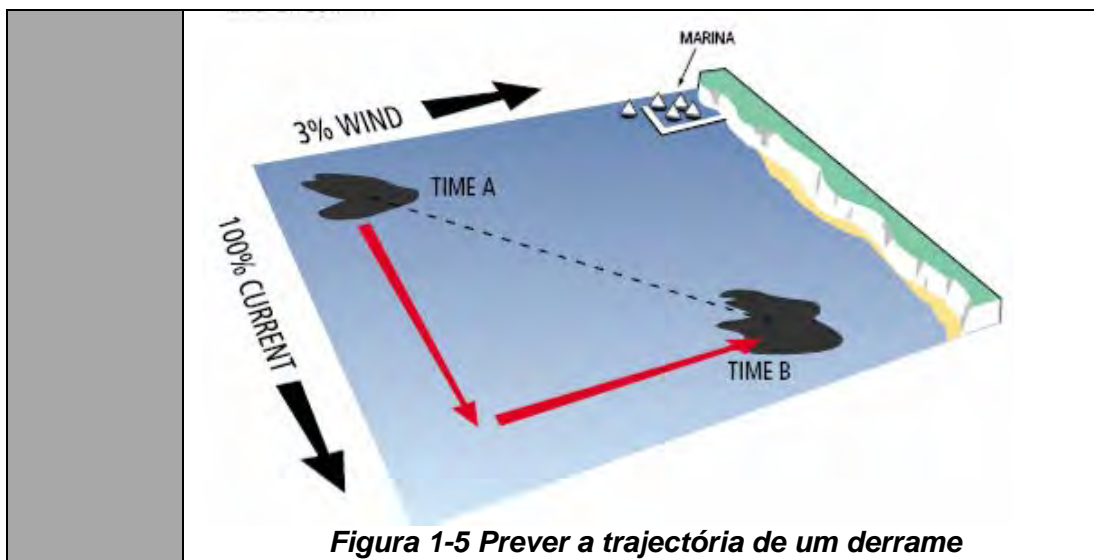 MARINA
3% WIND
TIME A
100% CURRENT
TIME B
Figura 1-5 Prever a trajectória de um derrame